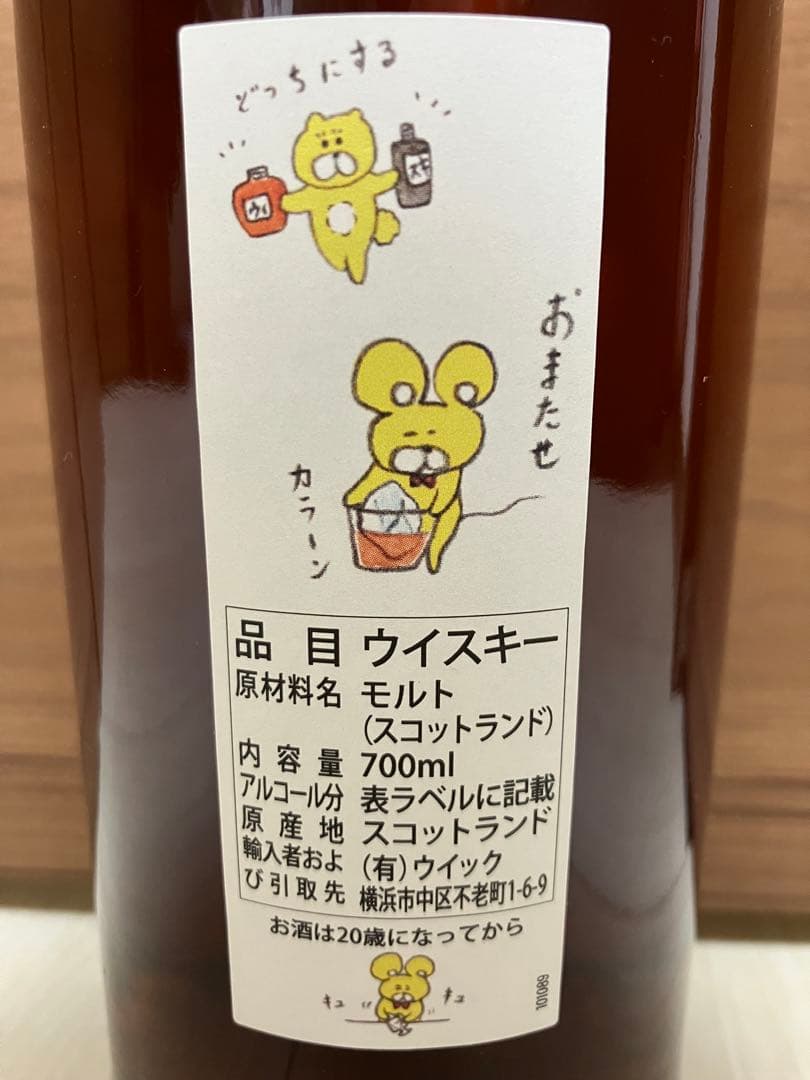 どっちにする
ウィ
おまたせ
カラーン
品目 ウイスキー
原材料名 モルト
(スコットランド)
内容量 700ml
アルコール分 表ラベルに記載
原産地 スコットランド
輸入者およ (有)ウイック
び引取先 横浜市中区不老町1-6-9
お酒は20歳になってから
キュ キュ
101089